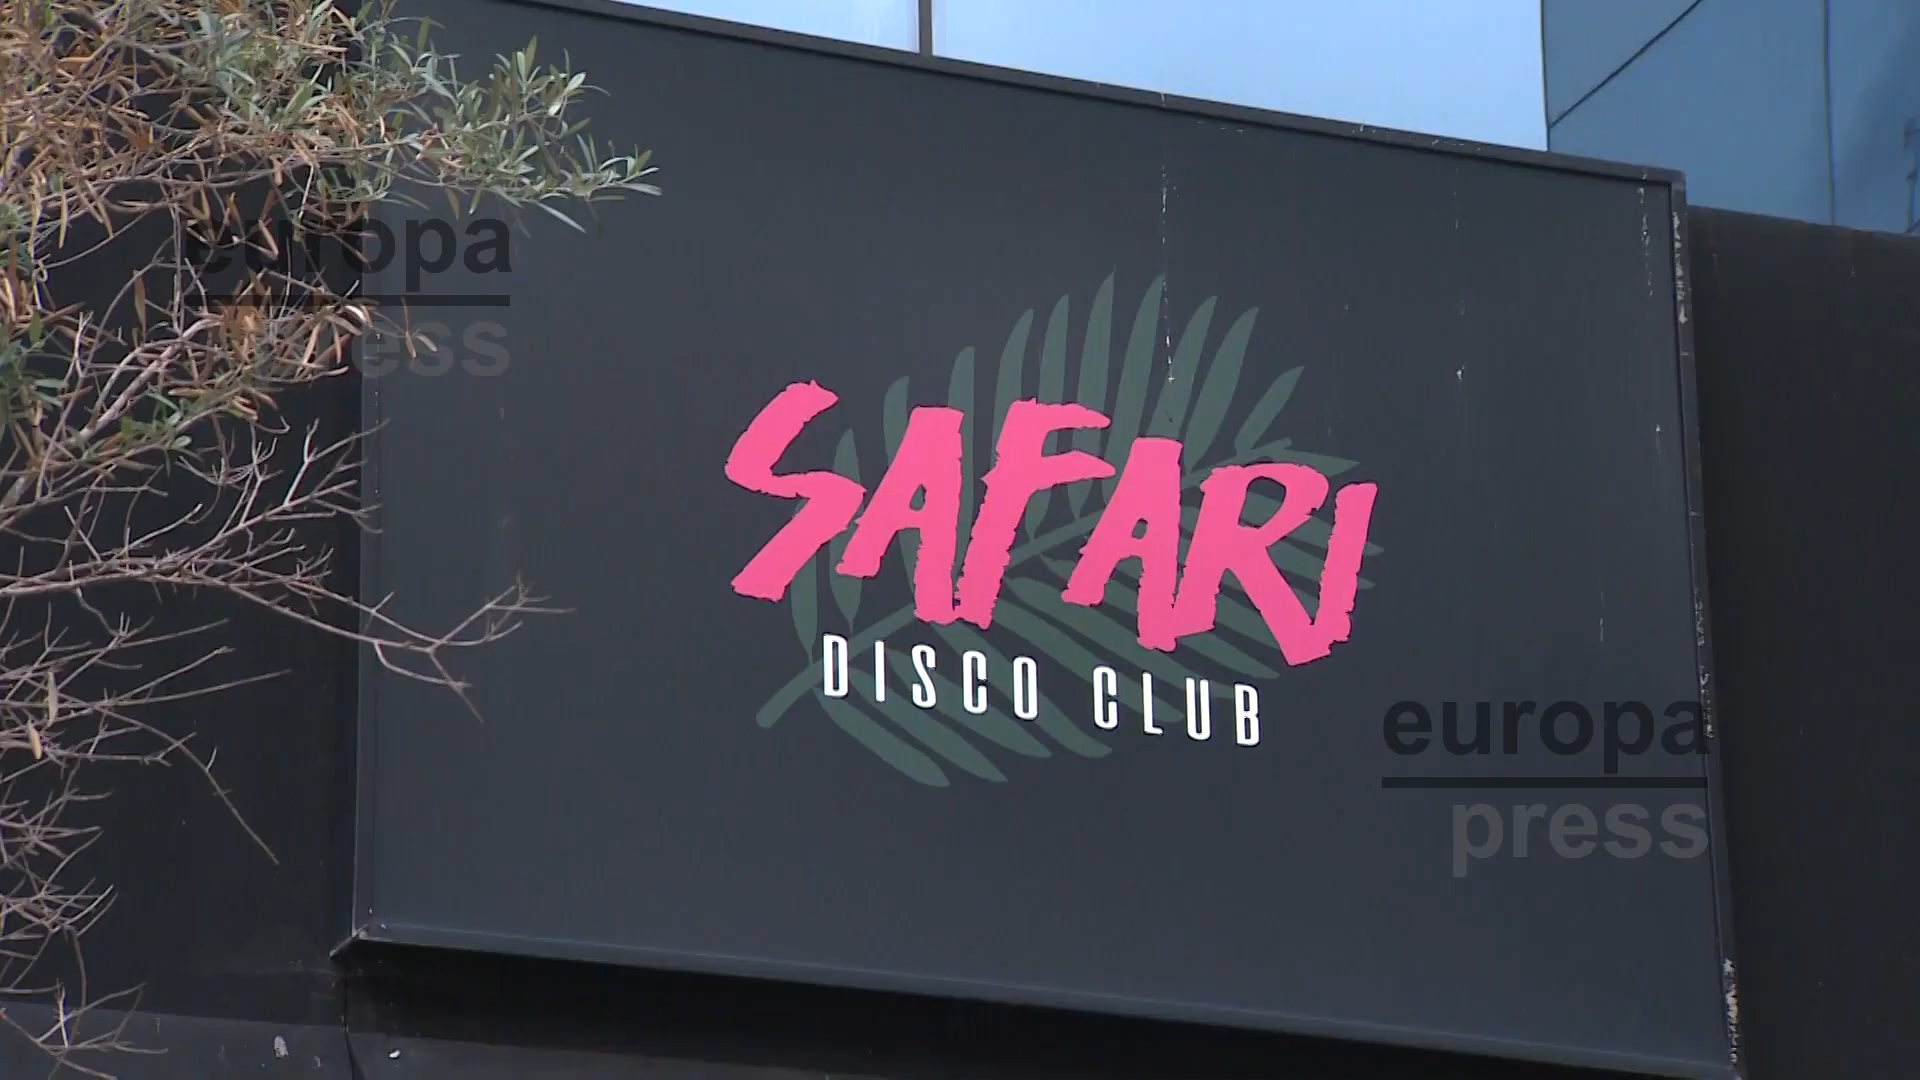 europa
press
SAFARI
DISCO CLUB
europa
press